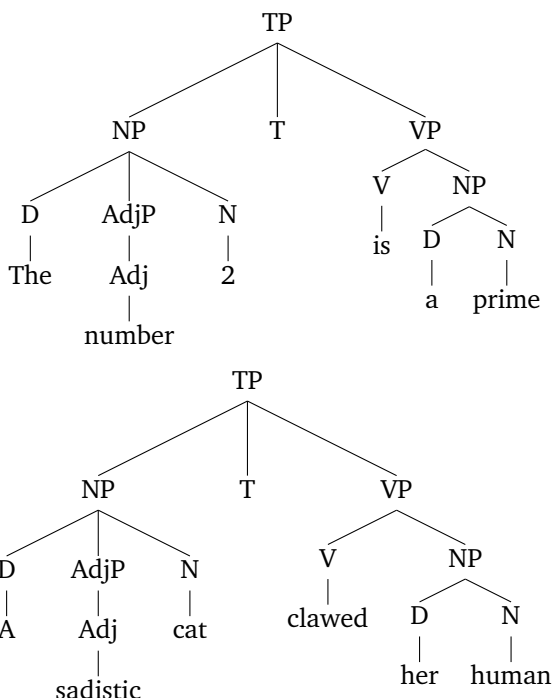 TP
NP T VP
D AdjP N V NP
The Adj 2 is D N
number a prime
TP
NP T VP
D AdjP N V NP
A Adj cat clawed D N
sadistic her human